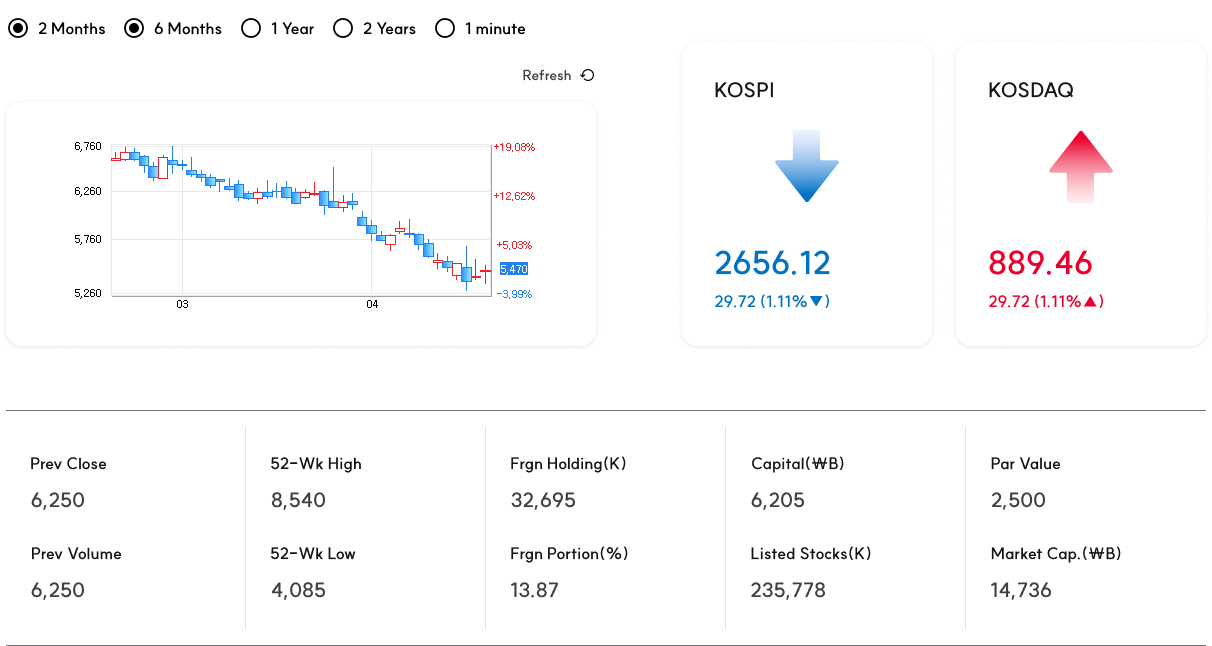 2 Months 6 Months 1 Year 2 Years 1 minute
Refresh
KOSPI
KOSDAQ
6,760
+19,08%
6,260
+12,62%
5,760
+5,03%
5,470
5,260
−3,99%
03
04
2656.12
889.46
29.72 (1.11%▼)
29.72 (1.11%▲)
Prev Close
52-Wk High
Frgn Holding(K)
Capital(₩B)
Par Value
6,250
8,540
32,695
6,205
2,500
Prev Volume
52-Wk Low
Frgn Portion(%)
Listed Stocks(K)
Market Cap.(₩B)
6,250
4,085
13.87
235,778
14,736